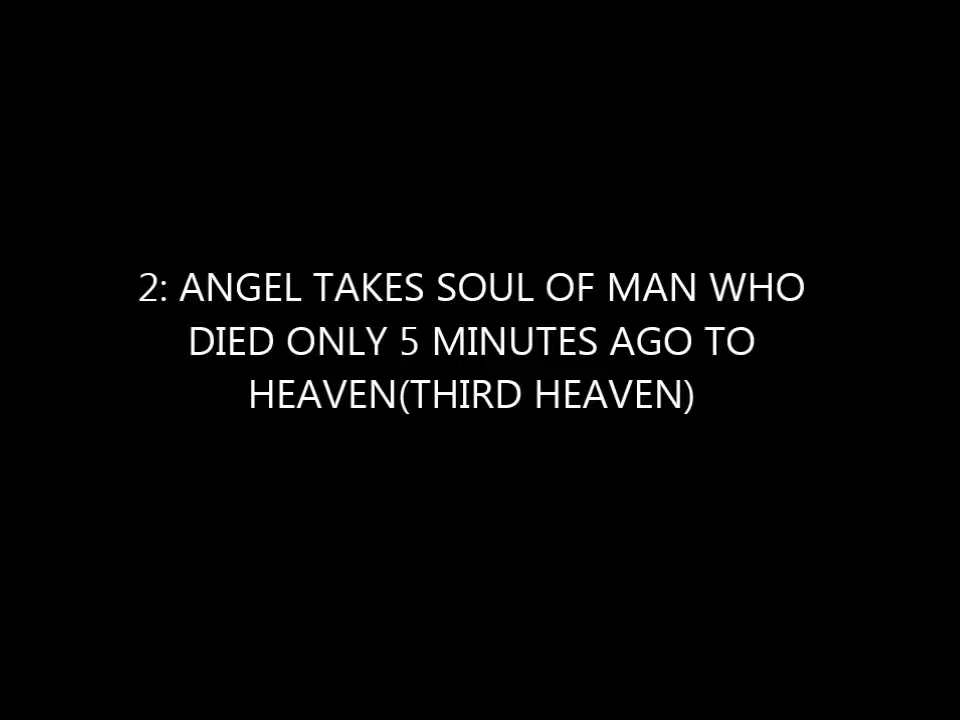 2: ANGEL TAKES SOUL OF MAN WHO
DIED ONLY 5 MINUTES AGO TO
HEAVEN(THIRD HEAVEN)